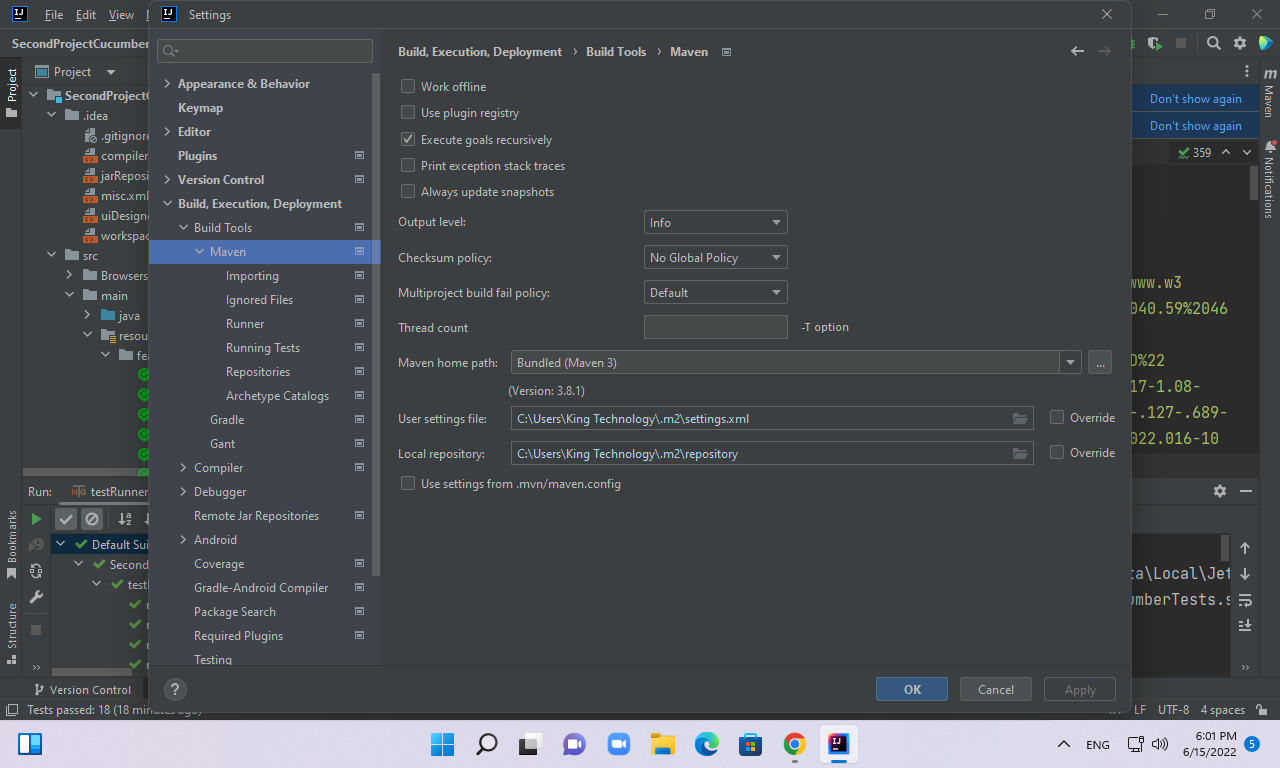 File Edit View
Settings
SecondProjectCucumber
Build, Execution, Deployment › Build Tools › Maven
Project
Project
Appearance & Behavior
Keymap
Editor
Plugins
Version Control
Build, Execution, Deployment
Build Tools
Maven
Importing
Ignored Files
Runner
Running Tests
Repositories
Archetype Catalogs
Gradle
Gant
Compiler
Debugger
Remote Jar Repositories
Android
Coverage
Gradle-Android Compiler
Package Search
Required Plugins
Testing
SecondProjectC
.idea
.gitignore
compiler
jarReposi
misc.xml
uiDesigne
workspac
src
Browsers
main
java
resou
fea
Work offline
Use plugin registry
Execute goals recursively
Print exception stack traces
Always update snapshots
Output level: Info
Checksum policy: No Global Policy
Multiproject build fail policy: Default
Thread count -T option
Maven home path: Bundled (Maven 3) ...
(Version: 3.8.1)
User settings file: C:\Users\King Technology\.m2\settings.xml Override
Local repository: C:\Users\King Technology\.m2\repository Override
Use settings from .mvn/maven.config
Don't show again
Don't show again
359
www.w3
040.59%2046
D%22
17-1.08-
-.127-.689-
022.016-10
m Maven
Notifications
Run: testRunner
Default Sui
Second
testI
Bookmarks
Structure
ta\Local\Jet
umberTests.s
? OK Cancel Apply
Version Control
Tests passed: 18 (18 minutes ago)
LF UTF-8 4 spaces
ENG
6:01 PM
6/15/2022
5